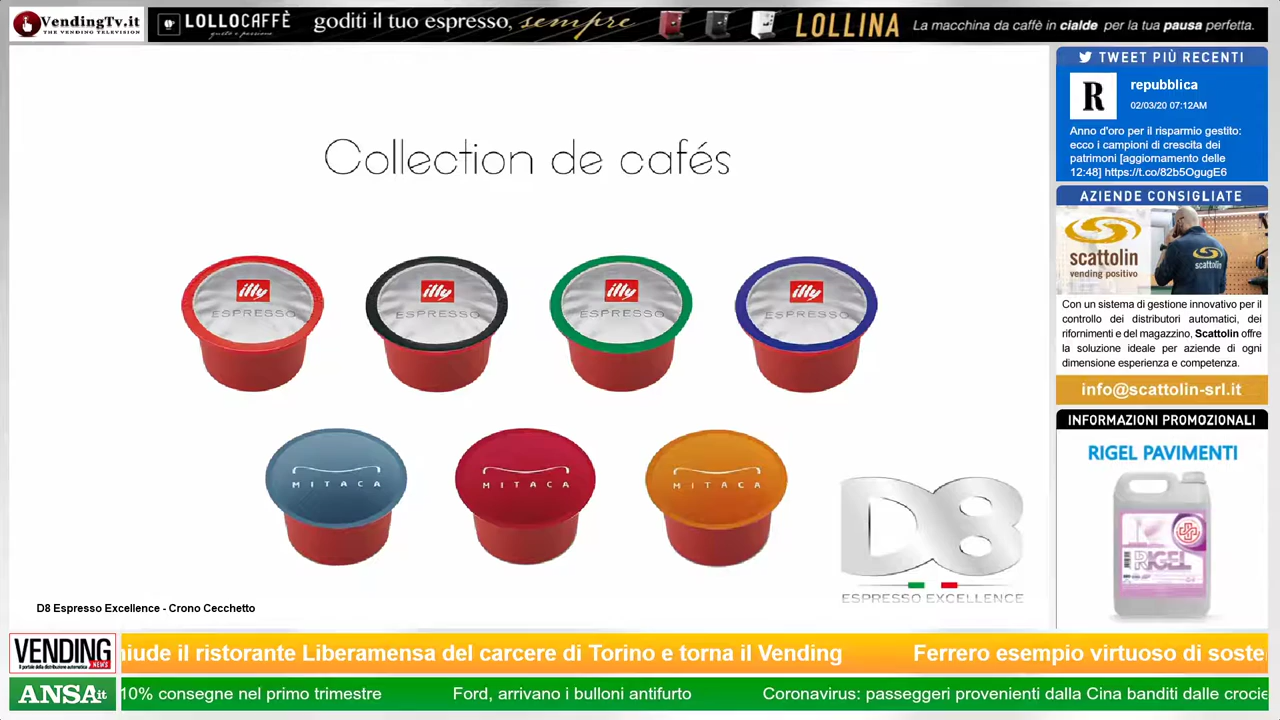 VendingTv.it
THE VENDING TELEVISION
LOLLOCAFFÈ
gusto e passione
goditi il tuo espresso, sempre
LOLLINA
La macchina da caffè in cialde per la tua pausa perfetta.
TWEET PIÙ RECENTI
R
repubblica
02/03/20 07:12AM
Anno d'oro per il risparmio gestito:
ecco i campioni di crescita dei
patrimoni [aggiornamento delle
12:48] https://t.co/82b5OgugE6
Collection de cafés
illy
ESPRESSO
illy
ESPRESSO
illy
ESPRESSO
illy
ESPRESSO
MITACA
MITACA
MITACA
D8
ESPRESSO EXCELLENCE
D8 Espresso Excellence - Crono Cecchetto
AZIENDE CONSIGLIATE
scattolin
vending positivo
scattolin
Con un sistema di gestione innovativo per il
controllo dei distributori automatici, dei
rifornimenti e del magazzino, Scattolin offre
la soluzione ideale per aziende di ogni
dimensione esperienza e competenza.
info@scattolin-srl.it
INFORMAZIONI PROMOZIONALI
RIGEL PAVIMENTI
RIGEL
VENDING
NEWS
Il portale della distribuzione automatica
hiude il ristorante Liberamensa del carcere di Torino e torna il Vending
Ferrero esempio virtuoso di soste
ANSA.it
10% consegne nel primo trimestre
Ford, arrivano i bulloni antifurto
Coronavirus: passeggeri provenienti dalla Cina banditi dalle crocie